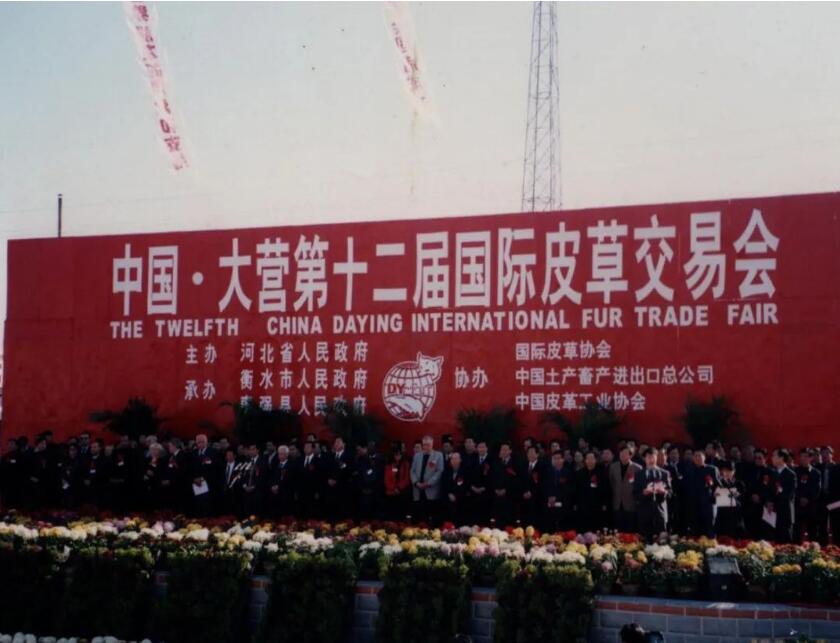 中国·大营第十二届国际皮草交易会
THE TWELFTH CHINA DAYING INTERNATIONAL FUR TRADE FAIR
主办 河北省人民政府
承办 衡水市人民政府
枣强县人民政府
DY
协办
国际皮草协会
中国土产畜产进出口总公司
中国皮革工业协会